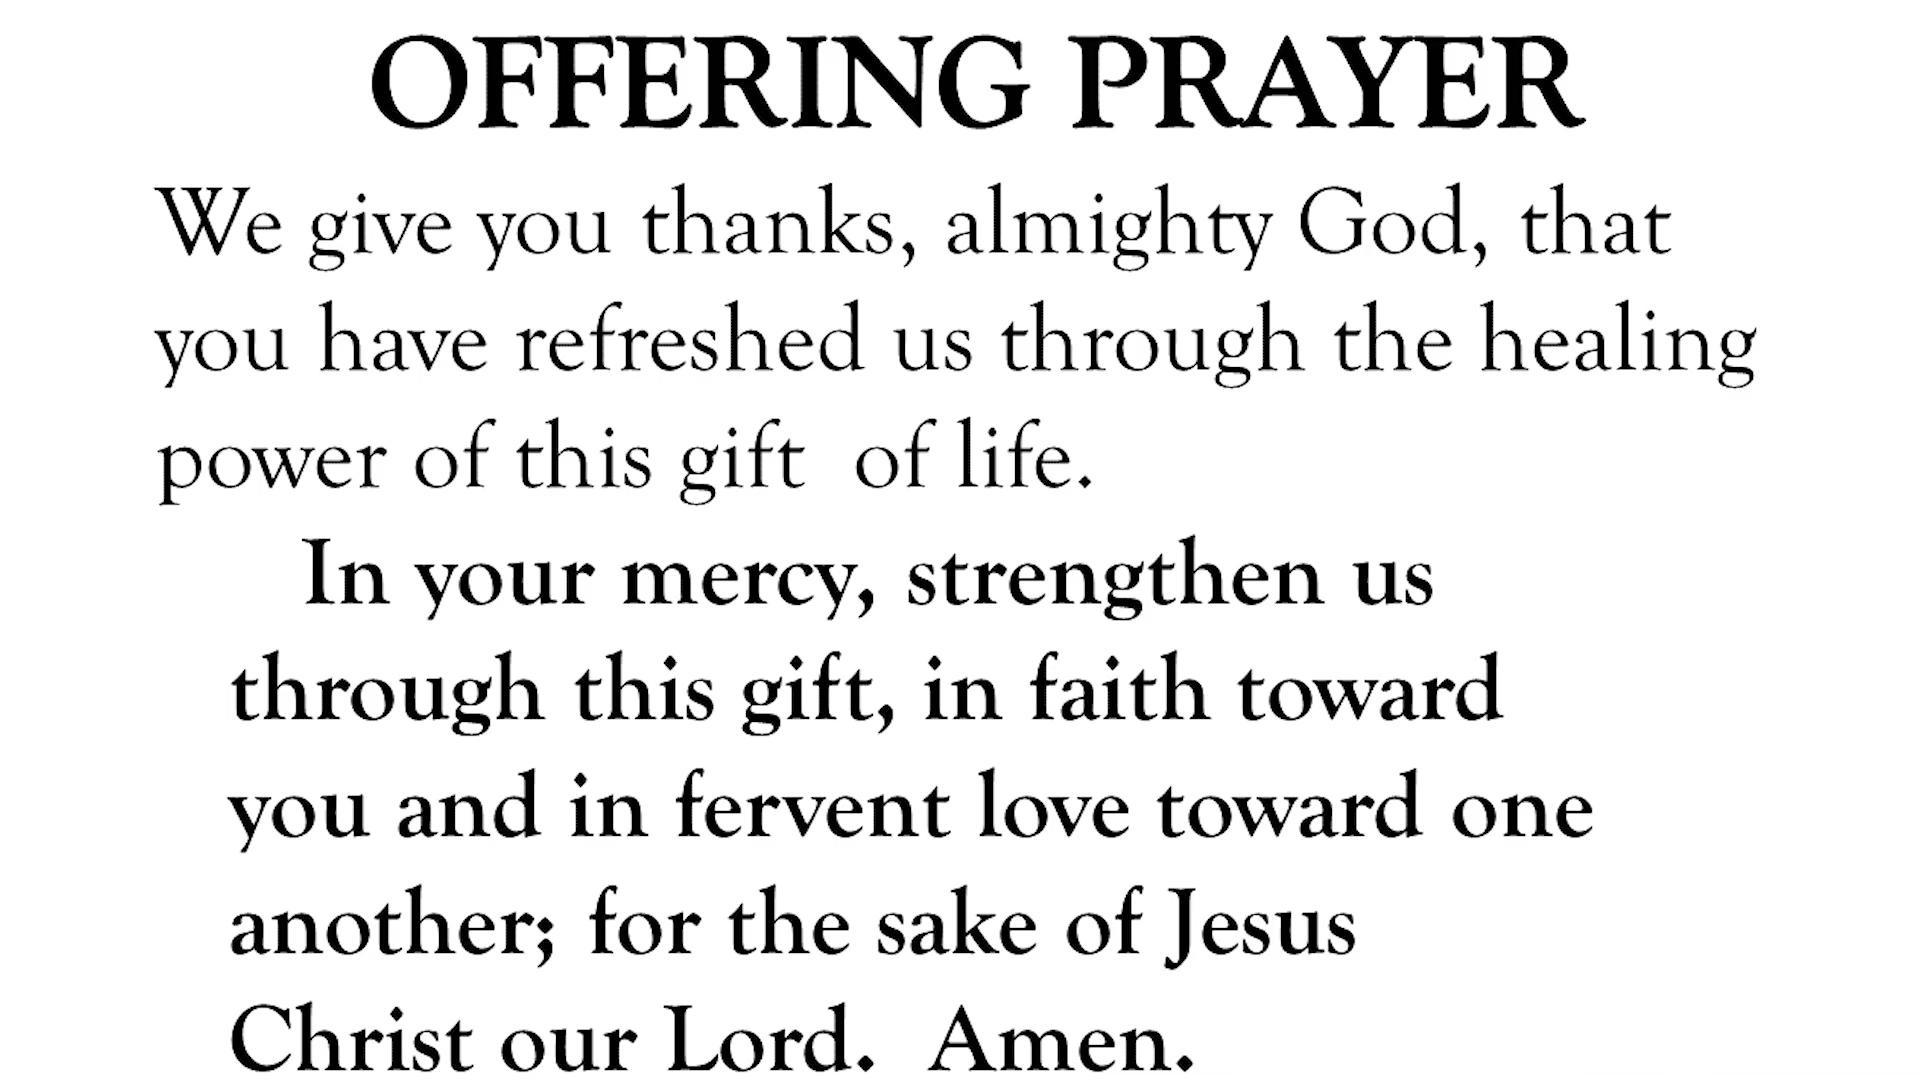 OFFERING PRAYER
We give you thanks, almighty God, that
you have refreshed us through the healing
power of this gift  of life.
In your mercy, strengthen us
through this gift, in faith toward
you and in fervent love toward one
another; for the sake of Jesus
Christ our Lord.  Amen.